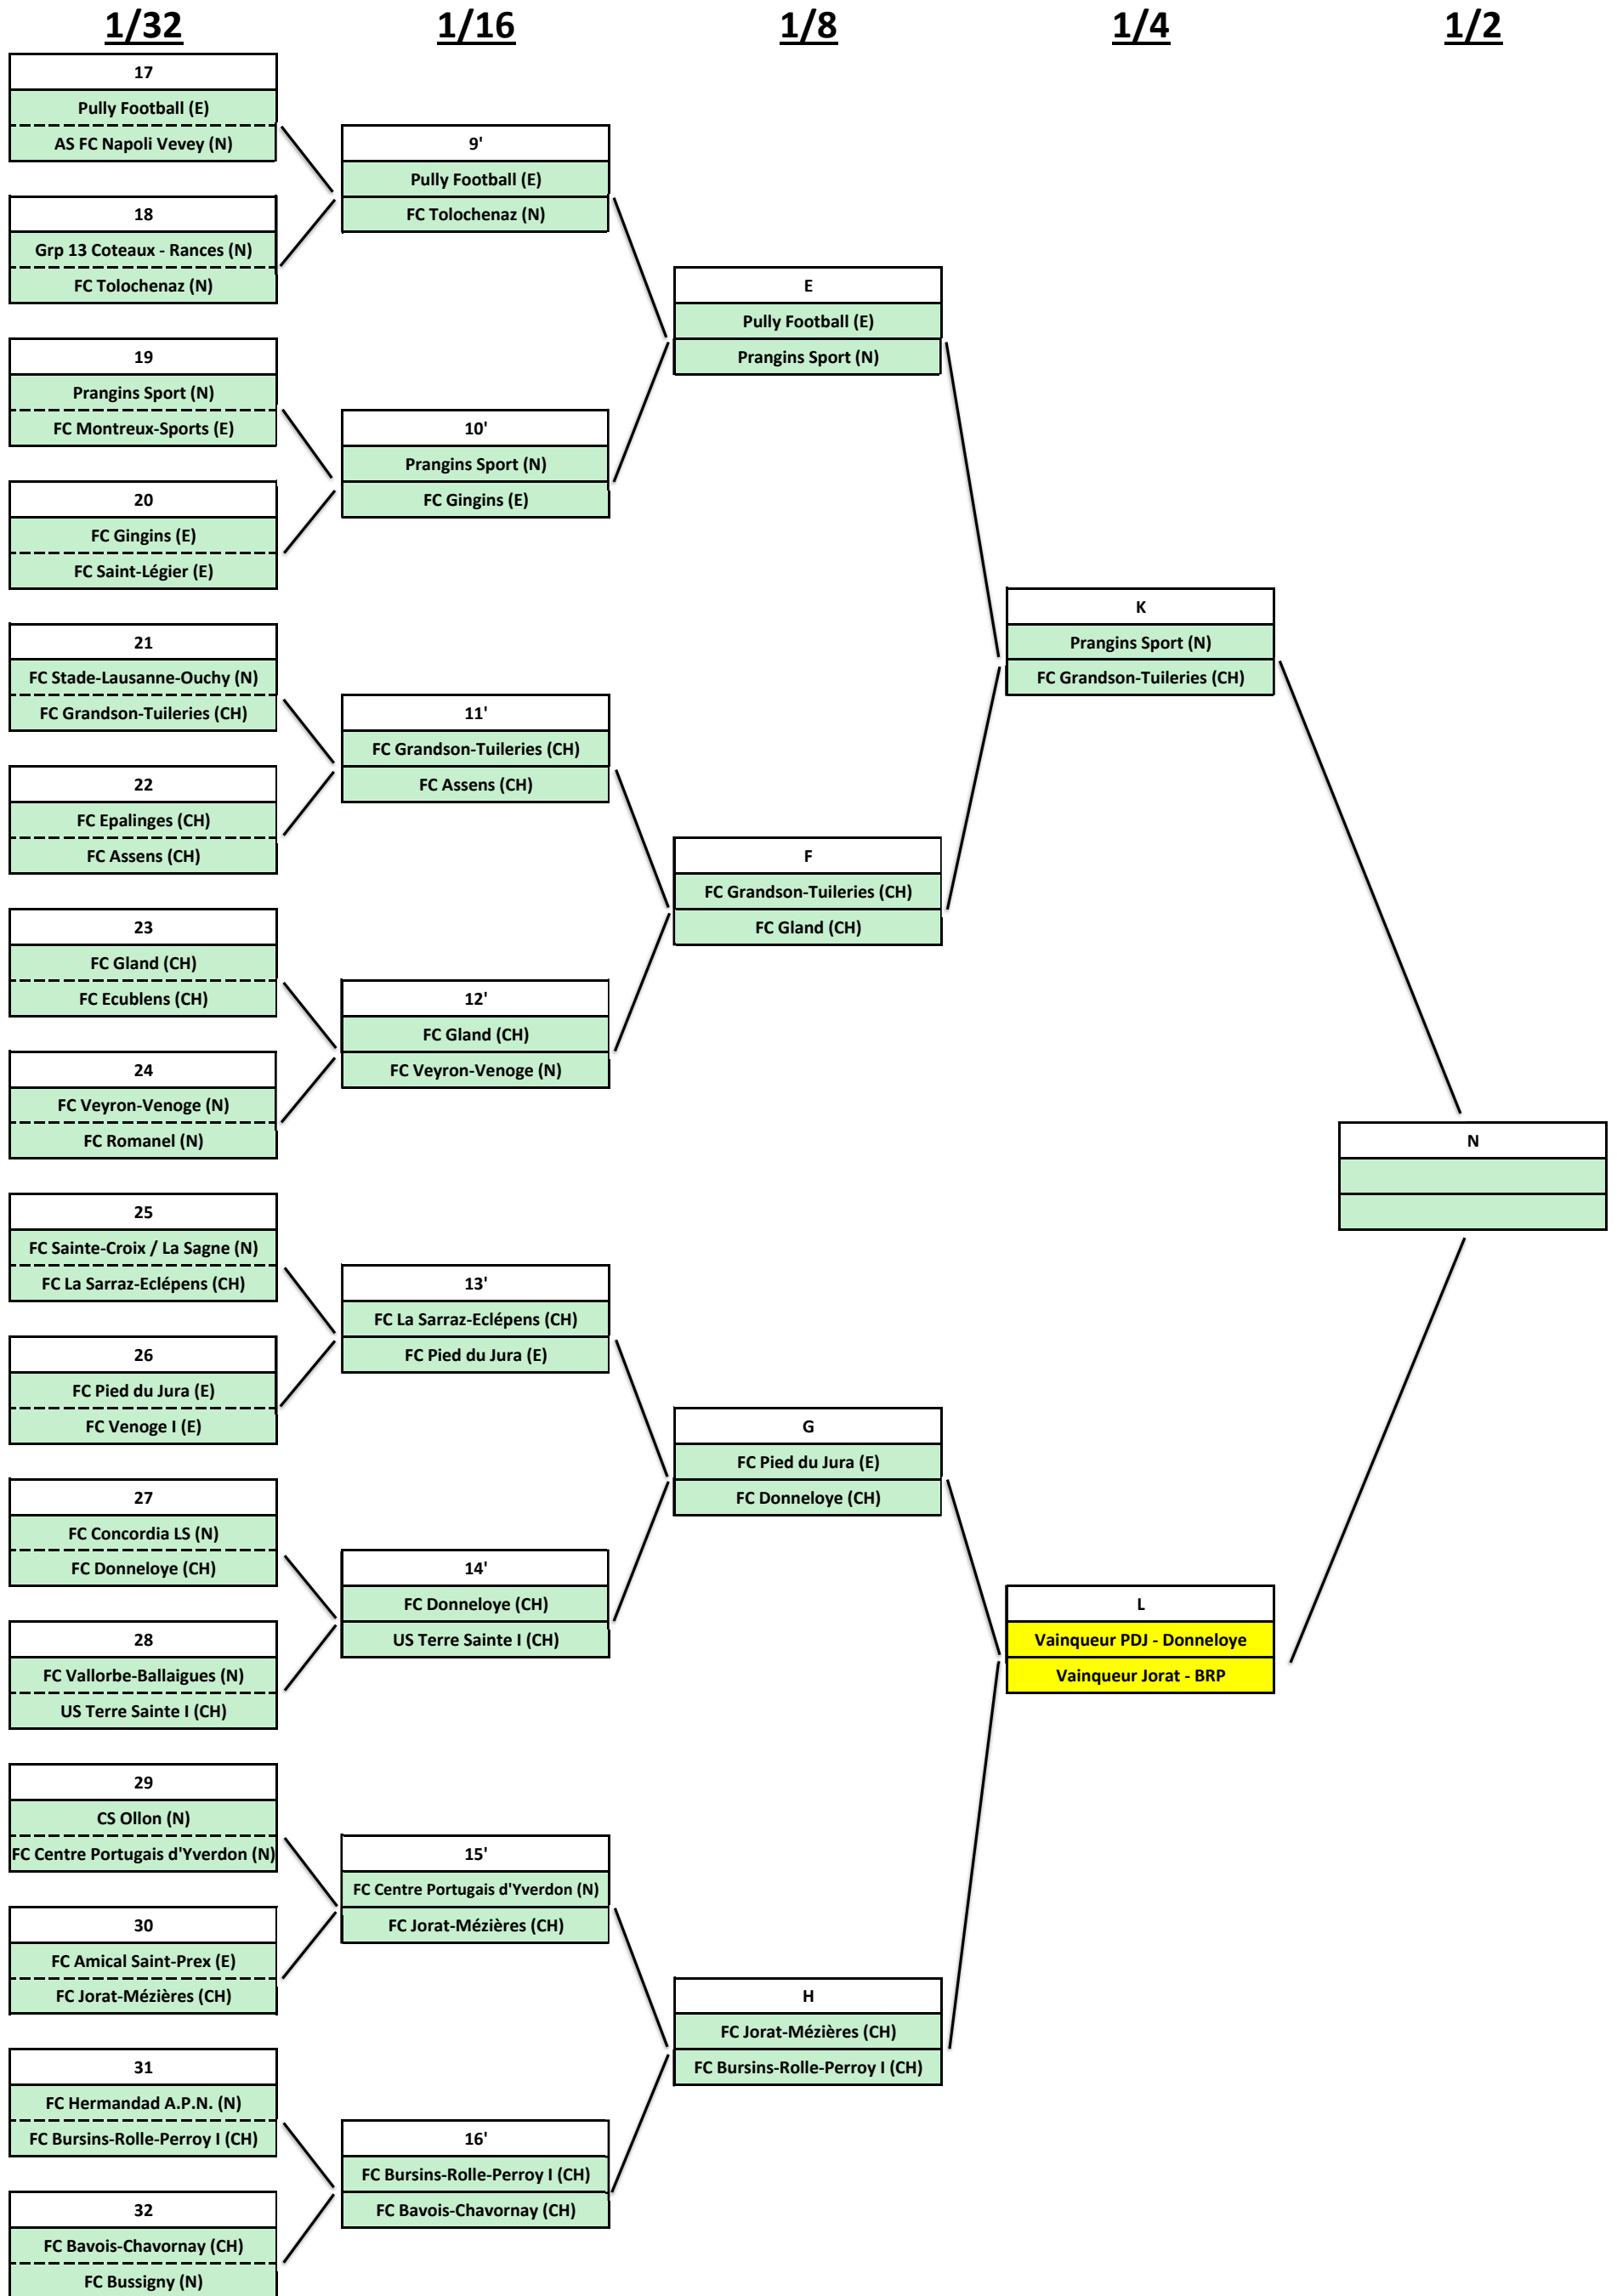 1/32
1/16
1/8
1/4
1/2
17
Pully Football (E)
AS FC Napoli Vevey (N)
18
Grp 13 Coteaux - Rances (N)
FC Tolochenaz (N)
19
Prangins Sport (N)
FC Montreux-Sports (E)
20
FC Gingins (E)
FC Saint-Légier (E)
21
FC Stade-Lausanne-Ouchy (N)
FC Grandson-Tuileries (CH)
22
FC Epalinges (CH)
FC Assens (CH)
23
FC Gland (CH)
FC Ecublens (CH)
24
FC Veyron-Venoge (N)
FC Romanel (N)
25
FC Sainte-Croix / La Sagne (N)
FC La Sarraz-Eclépens (CH)
26
FC Pied du Jura (E)
FC Venoge I (E)
27
FC Concordia LS (N)
FC Donneloye (CH)
28
FC Vallorbe-Ballaigues (N)
US Terre Sainte I (CH)
29
CS Ollon (N)
FC Centre Portugais d'Yverdon (N)
30
FC Amical Saint-Prex (E)
FC Jorat-Mézières (CH)
31
FC Hermandad A.P.N. (N)
FC Bursins-Rolle-Perroy I (CH)
32
FC Bavois-Chavornay (CH)
FC Bussigny (N)
9'
Pully Football (E)
FC Tolochenaz (N)
10'
Prangins Sport (N)
FC Gingins (E)
11'
FC Grandson-Tuileries (CH)
FC Assens (CH)
12'
FC Gland (CH)
FC Veyron-Venoge (N)
13'
FC La Sarraz-Eclépens (CH)
FC Pied du Jura (E)
14'
FC Donneloye (CH)
US Terre Sainte I (CH)
15'
FC Centre Portugais d'Yverdon (N)
FC Jorat-Mézières (CH)
16'
FC Bursins-Rolle-Perroy I (CH)
FC Bavois-Chavornay (CH)
E
Pully Football (E)
Prangins Sport (N)
F
FC Grandson-Tuileries (CH)
FC Gland (CH)
G
FC Pied du Jura (E)
FC Donneloye (CH)
H
FC Jorat-Mézières (CH)
FC Bursins-Rolle-Perroy I (CH)
K
Prangins Sport (N)
FC Grandson-Tuileries (CH)
L
Vainqueur PDJ - Donneloye
Vainqueur Jorat - BRP
N